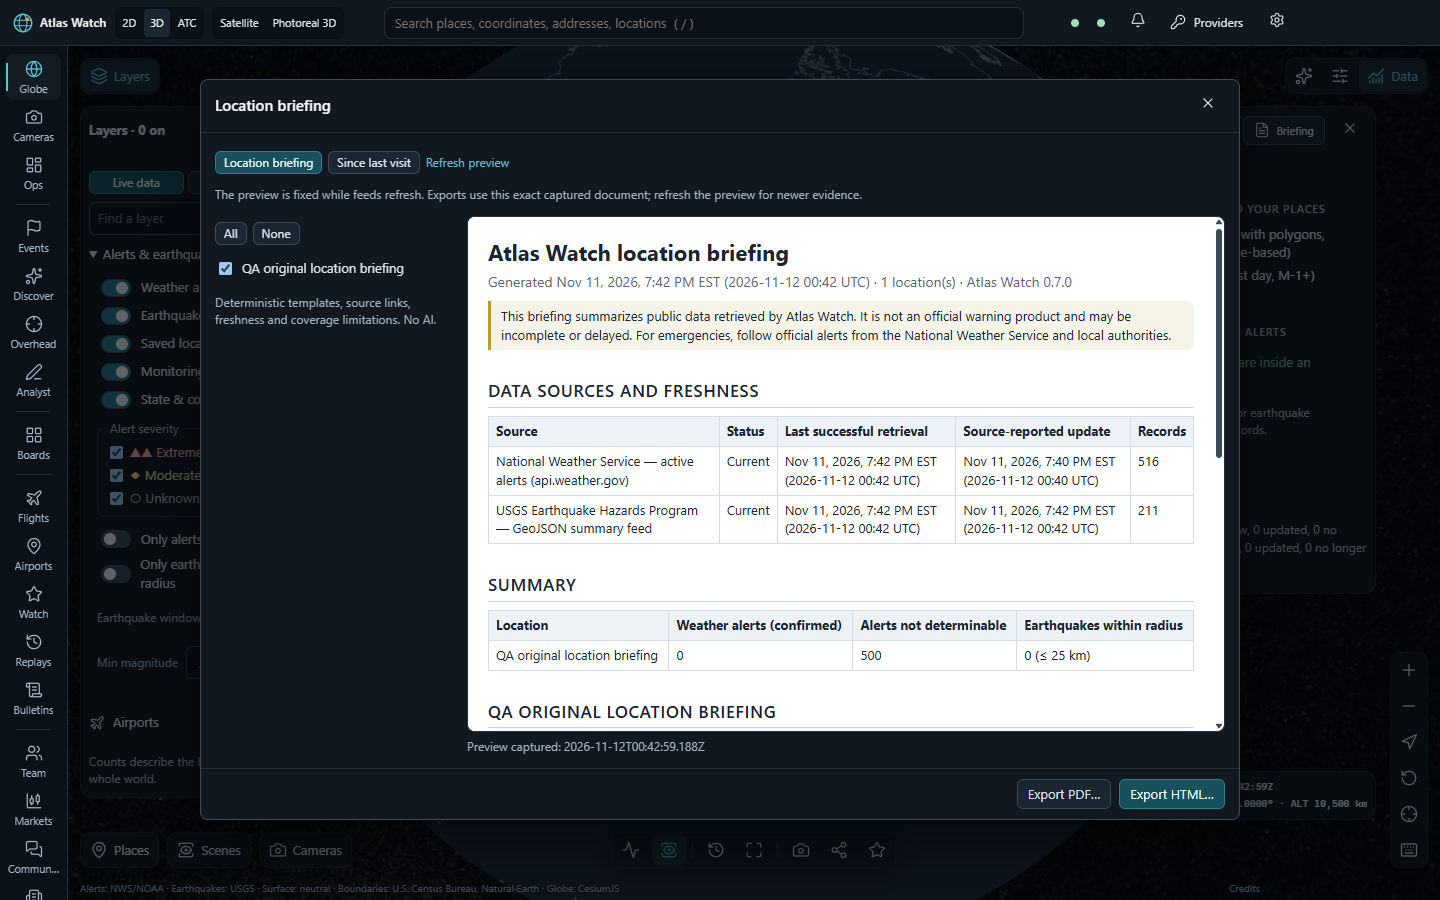 Atlas Watch
2D
3D
ATC
Satellite
Photoreal 3D
Search places, coordinates, addresses, locations ( / )
Providers
Globe
Cameras
Ops
Events
Discover
Overhead
Analyst
Boards
Flights
Airports
Watch
Replays
Bulletins
Team
Markets
Commun...
Layers
Layers · 0 on
Live data
Find a layer
Alerts & earthqua
Weather a
Earthquak
Saved loca
Monitoring
State & co
Alert severity
Extreme
Moderate
Unknown
Only alerts
Only earth
radius
Earthquake window
Min magnitude
Airports
Counts describe the
whole world.
Location briefing
Location briefing
Since last visit
Refresh preview
The preview is fixed while feeds refresh. Exports use this exact captured document; refresh the preview for newer evidence.
All
None
QA original location briefing
Deterministic templates, source links,
freshness and coverage limitations. No AI.
Atlas Watch location briefing
Generated Nov 11, 2026, 7:42 PM EST (2026-11-12 00:42 UTC) · 1 location(s) · Atlas Watch 0.7.0
This briefing summarizes public data retrieved by Atlas Watch. It is not an official warning product and may be
incomplete or delayed. For emergencies, follow official alerts from the National Weather Service and local authorities.
DATA SOURCES AND FRESHNESS
Source Status Last successful retrieval Source-reported update Records
National Weather Service — active Current Nov 11, 2026, 7:42 PM EST Nov 11, 2026, 7:40 PM EST 516
alerts (api.weather.gov) (2026-11-12 00:42 UTC) (2026-11-12 00:40 UTC)
USGS Earthquake Hazards Program Current Nov 11, 2026, 7:42 PM EST Nov 11, 2026, 7:42 PM EST 211
— GeoJSON summary feed (2026-11-12 00:42 UTC) (2026-11-12 00:42 UTC)
SUMMARY
Location Weather alerts (confirmed) Alerts not determinable Earthquakes within radius
QA original location briefing 0 500 0 (≤ 25 km)
QA ORIGINAL LOCATION BRIEFING
Preview captured: 2026-11-12T00:42:59.188Z
Export PDF...
Export HTML...
Data
Briefing
YOUR PLACES
with polygons,
e-based)
st day, M-1+)
ALERTS
are inside an
or earthquake
ords.
w, 0 updated, 0 no
, 0 updated, 0 no longer
42:59Z
.0000° · ALT 10,500 km
Places
Scenes
Cameras
Alerts: NWS/NOAA · Earthquakes: USGS · Surface: neutral · Boundaries: U.S. Census Bureau, Natural Earth · Globe: CesiumJS
Credits